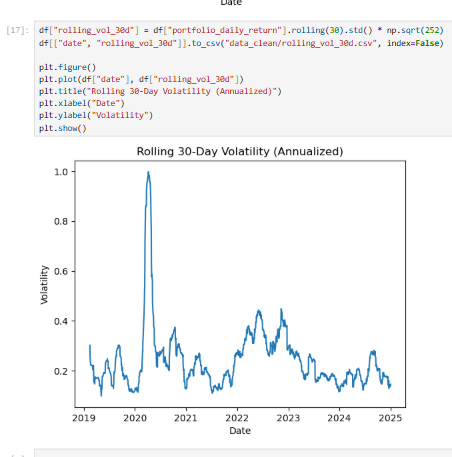 Date
[17]: df["rolling_vol_30d"] = df["portfolio_daily_return"].rolling(30).std() * np.sqrt(252)
df[["date", "rolling_vol_30d"]].to_csv("data_clean/rolling_vol_30d.csv", index=False)
plt.figure()
plt.plot(df["date"], df["rolling_vol_30d"])
plt.title("Rolling 30-Day Volatility (Annualized)")
plt.xlabel("Date")
plt.ylabel("Volatility")
plt.show()
Rolling 30-Day Volatility (Annualized)
1.0
0.8
0.6
0.4
0.2
Volatility
2019 2020 2021 2022 2023 2024 2025
Date